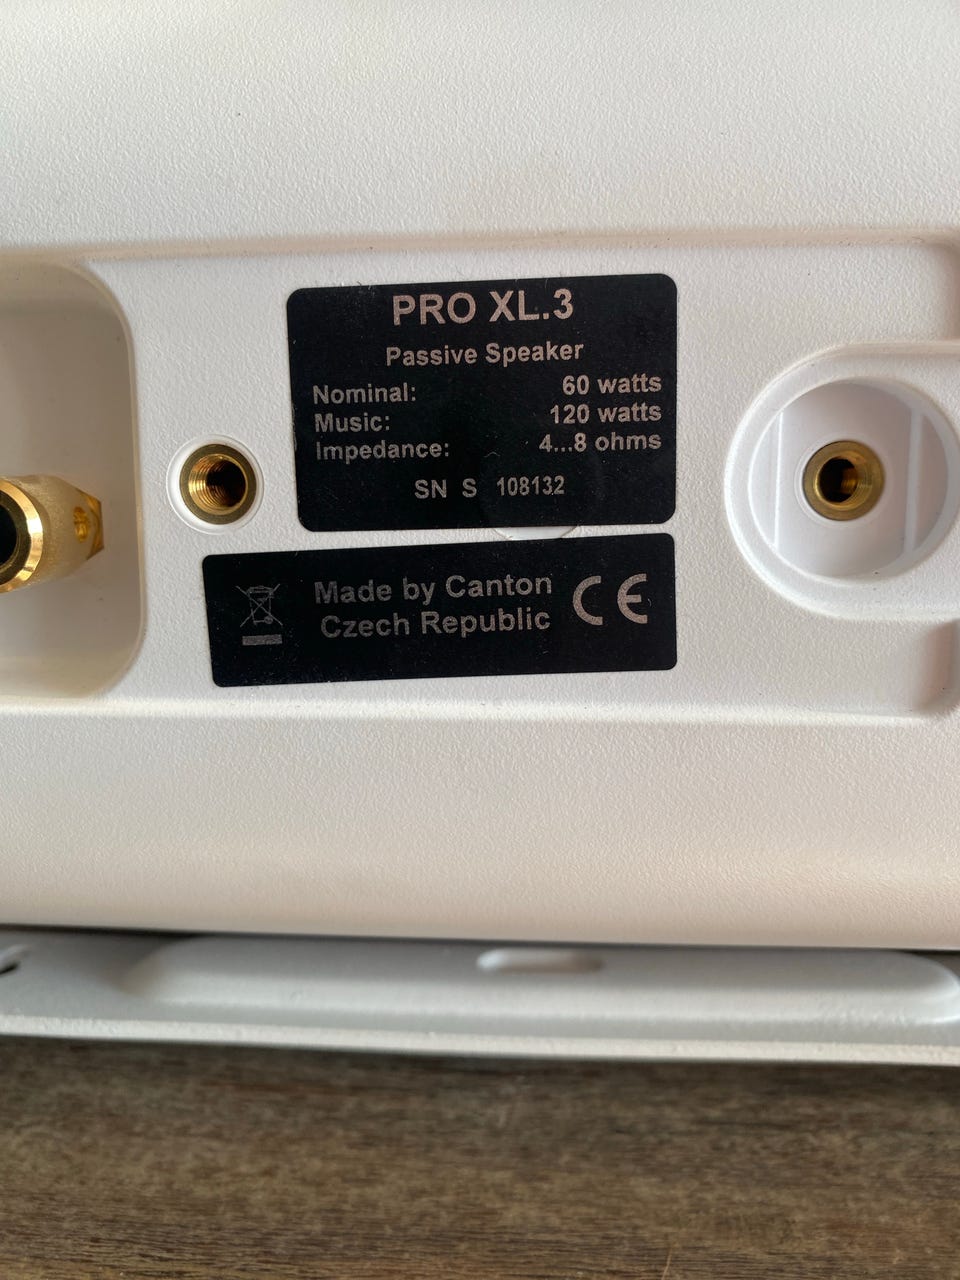 PRO XL.3
Passive Speaker
Nominal: 60 watts
Music: 120 watts
Impedance: 4...8 ohms
SN S 108132
Made by Canton
Czech Republic
CE